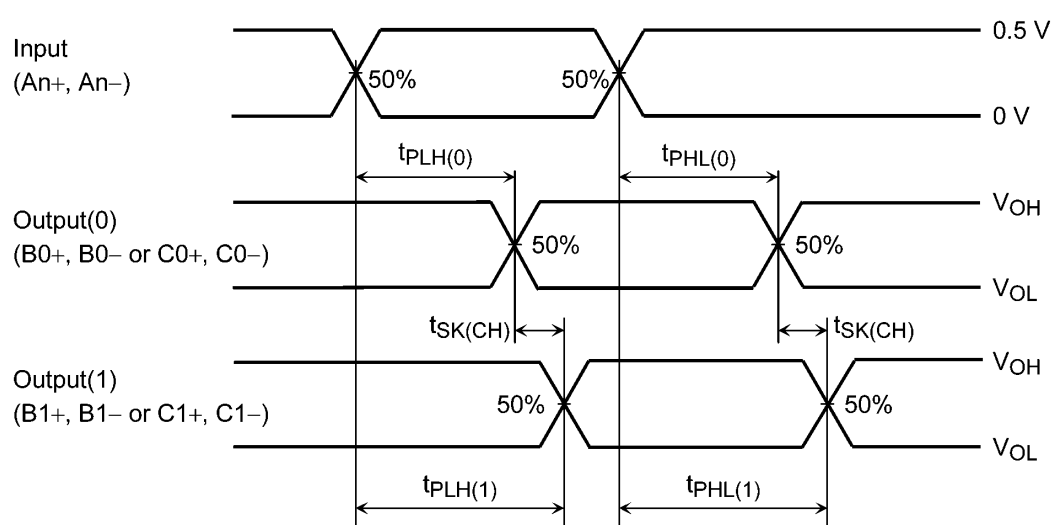 Input
(An+, An−)
50%
50%
0.5 V
0 V
tPLH(0)
tPHL(0)
Output(0)
(B0+, B0− or C0+, C0−)
50%
50%
VOH
VOL
tSK(CH)
tSK(CH)
Output(1)
(B1+, B1− or C1+, C1−)
50%
50%
VOH
VOL
tPLH(1)
tPHL(1)